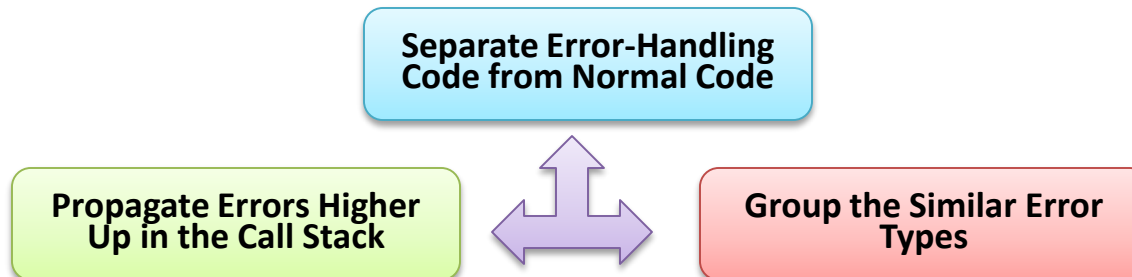 Separate Error-Handling
Code from Normal Code
Propagate Errors Higher
Up in the Call Stack
Group the Similar Error
Types